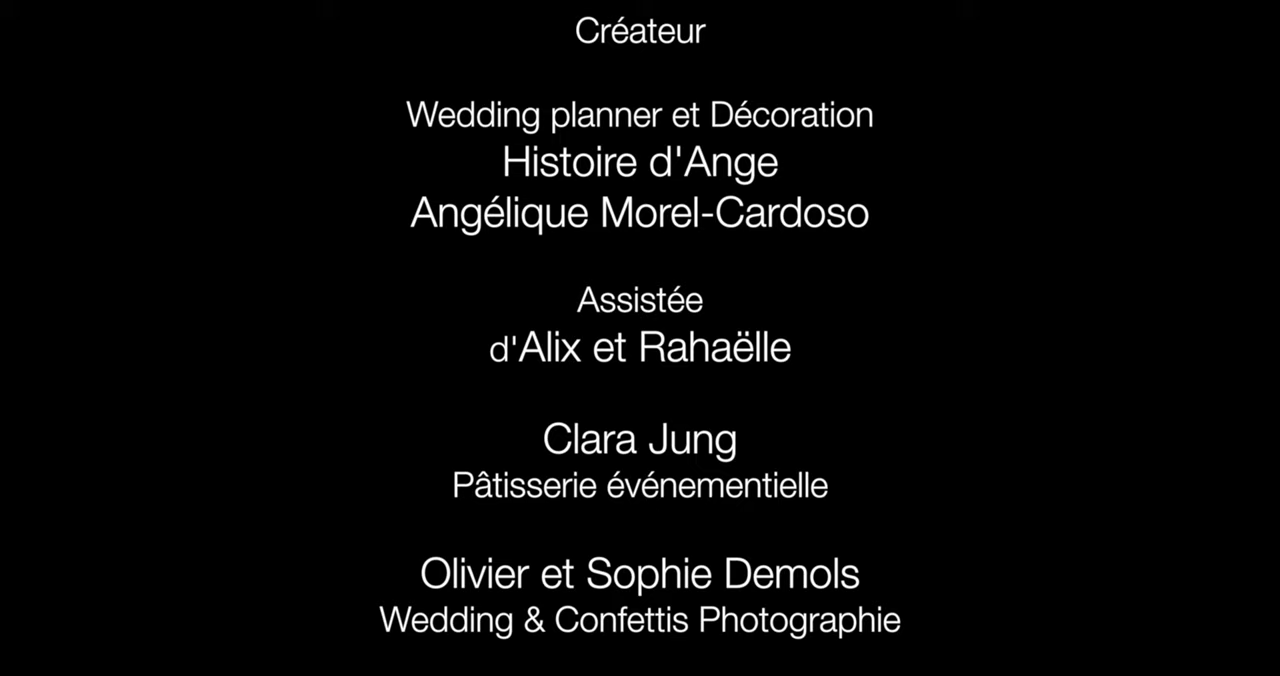 Créateur
Wedding planner et Décoration
Histoire d'Ange
Angélique Morel-Cardoso
Assistée
d'Alix et Rahaëlle
Clara Jung
Pâtisserie événementielle
Olivier et Sophie Demols
Wedding & Confettis Photographie